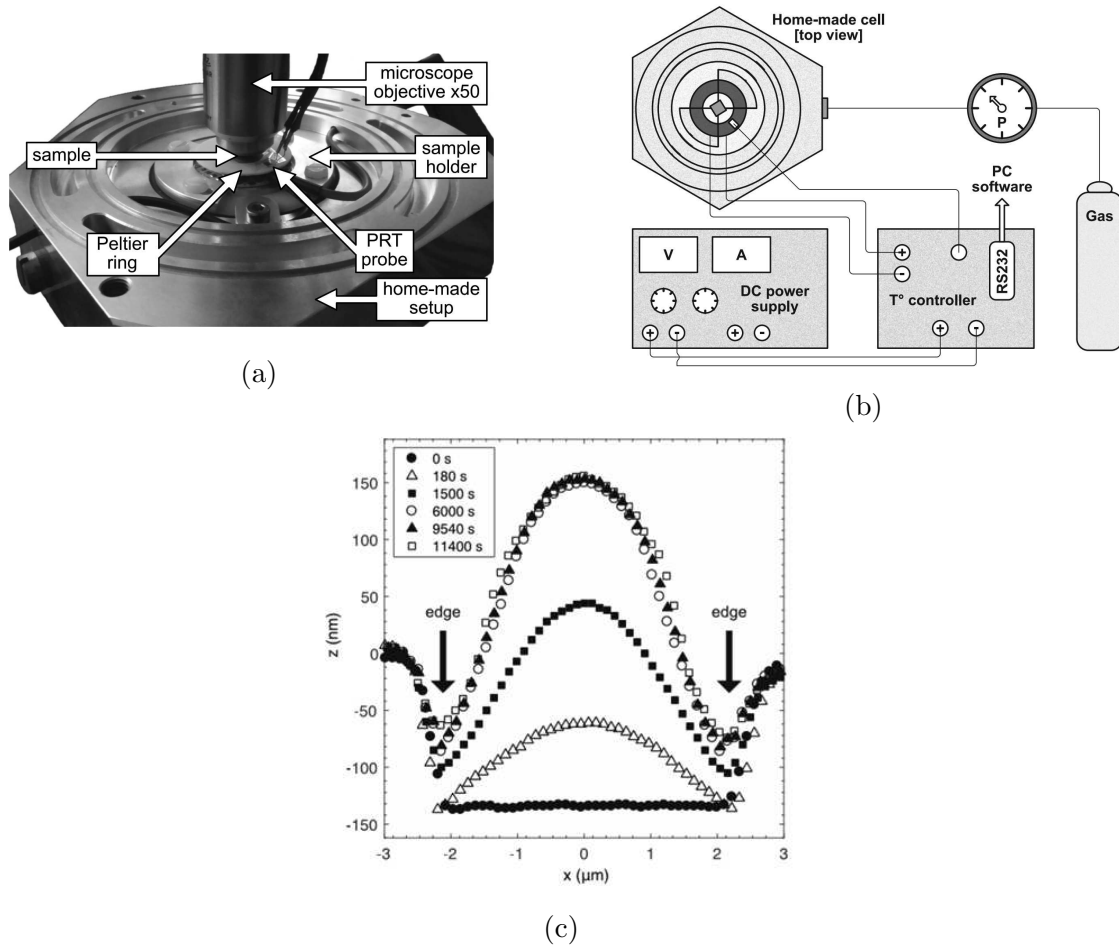 microscope
objective x50
sample
sample
holder
Peltier
ring
PRT
probe
home-made
setup
(a)
Home-made cell
[top view]
P
PC
software
Gas
V
A
DC power
supply
+
-
+
-
+
-
RS232
T° controller
+
-
(b)
0 s
180 s
1500 s
6000 s
9540 s
11400 s
150
100
50
0
-50
-100
-150
z (nm)
edge
edge
-3
-2
-1
0
1
2
3
x (µm)
(c)